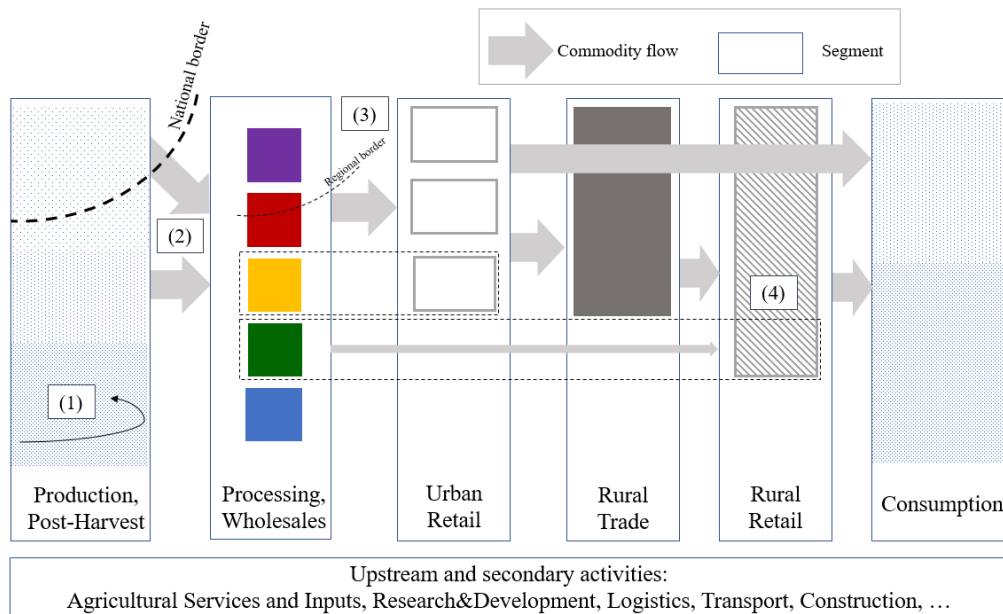 Commodity flow
Segment
National border
(3)
Regional border
(2)
(4)
(1)
Production,
Post-Harvest
Processing,
Wholesales
Urban
Retail
Rural
Trade
Rural
Retail
Consumption
Upstream and secondary activities:
Agricultural Services and Inputs, Research&Development, Logistics, Transport, Construction, …